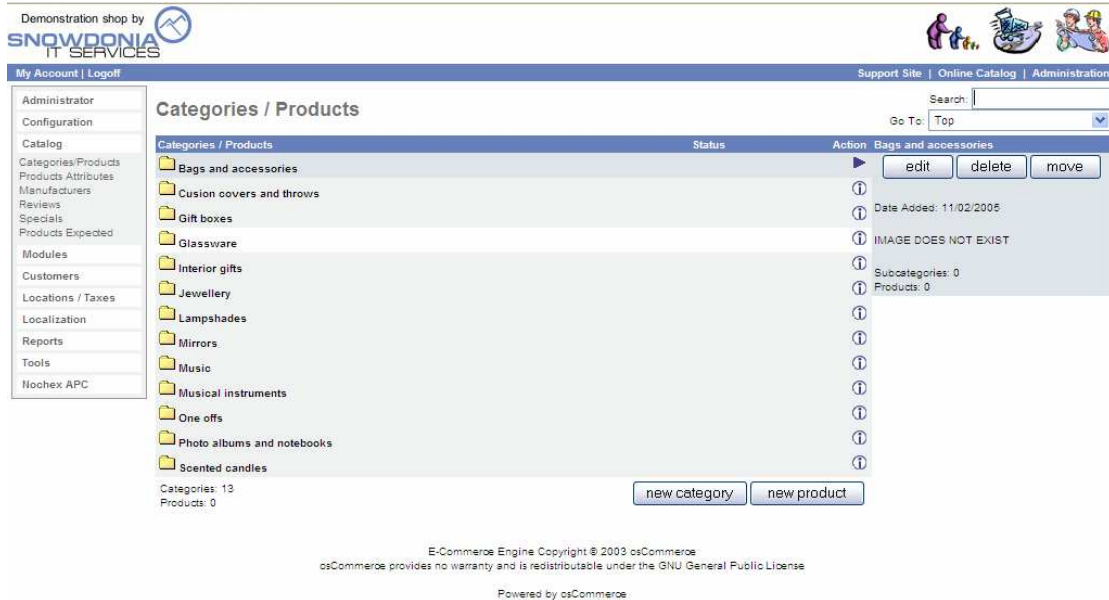 Demonstration shop by
SNOWDONIA
IT SERVICES
My Account | Logoff
Support Site | Online Catalog | Administration
Administrator
Configuration
Catalog
Categories/Products
Products Attributes
Manufacturers
Reviews
Specials
Products Expected
Modules
Customers
Locations / Taxes
Localization
Reports
Tools
Nochex APC
Categories / Products
Search:
Go To: Top
Categories / Products Status Action
Bags and accessories
Cusion covers and throws
Gift boxes
Glassware
Interior gifts
Jewellery
Lampshades
Mirrors
Music
Musical instruments
One offs
Photo albums and notebooks
Scented candles
Categories: 13
Products: 0
new category new product
Bags and accessories
edit delete move
Date Added: 11/02/2005
IMAGE DOES NOT EXIST
Subcategories: 0
Products: 0
E-Commerce Engine Copyright © 2003 osCommerce
osCommerce provides no warranty and is redistributable under the GNU General Public License
Powered by osCommerce